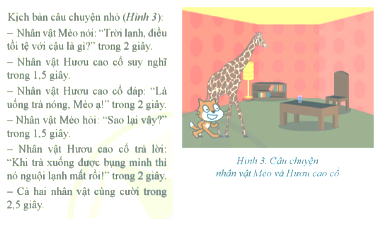 Kịch bản câu chuyện nhỏ (Hình 3):
– Nhân vật Mèo nói: “Trời lạnh, điều
tồi tệ với cậu là gì?” trong 2 giây.
– Nhân vật Hươu cao cổ suy nghĩ
trong 1,5 giây.
– Nhân vật Hươu cao cổ đáp: “Là
uống trà nóng, Mèo ạ!” trong 2 giây.
– Nhân vật Mèo hỏi: “Sao lại vậy?”
trong 1,5 giây.
– Nhân vật Hươu cao cổ trả lời:
“Khi trà xuống được bụng mình thì
nó nguội lạnh mất rồi!” trong 2 giây.
– Cả hai nhân vật cùng cười trong
2,5 giây.
Hình 3. Câu chuyện
nhân vật Mèo và Hươu cao cổ